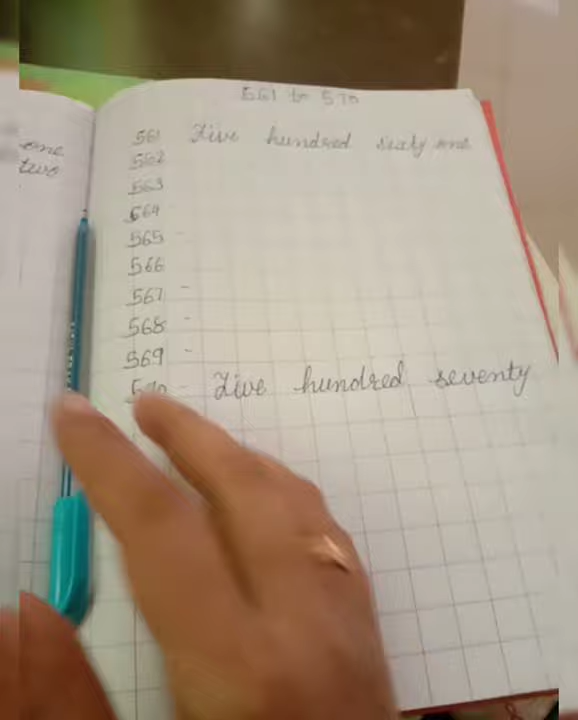 one
two
561 to 570
561 Five hundred sixty one
562
563
564
565 -
566
567 -
568 -
569 -
570 - Five hundred seventy